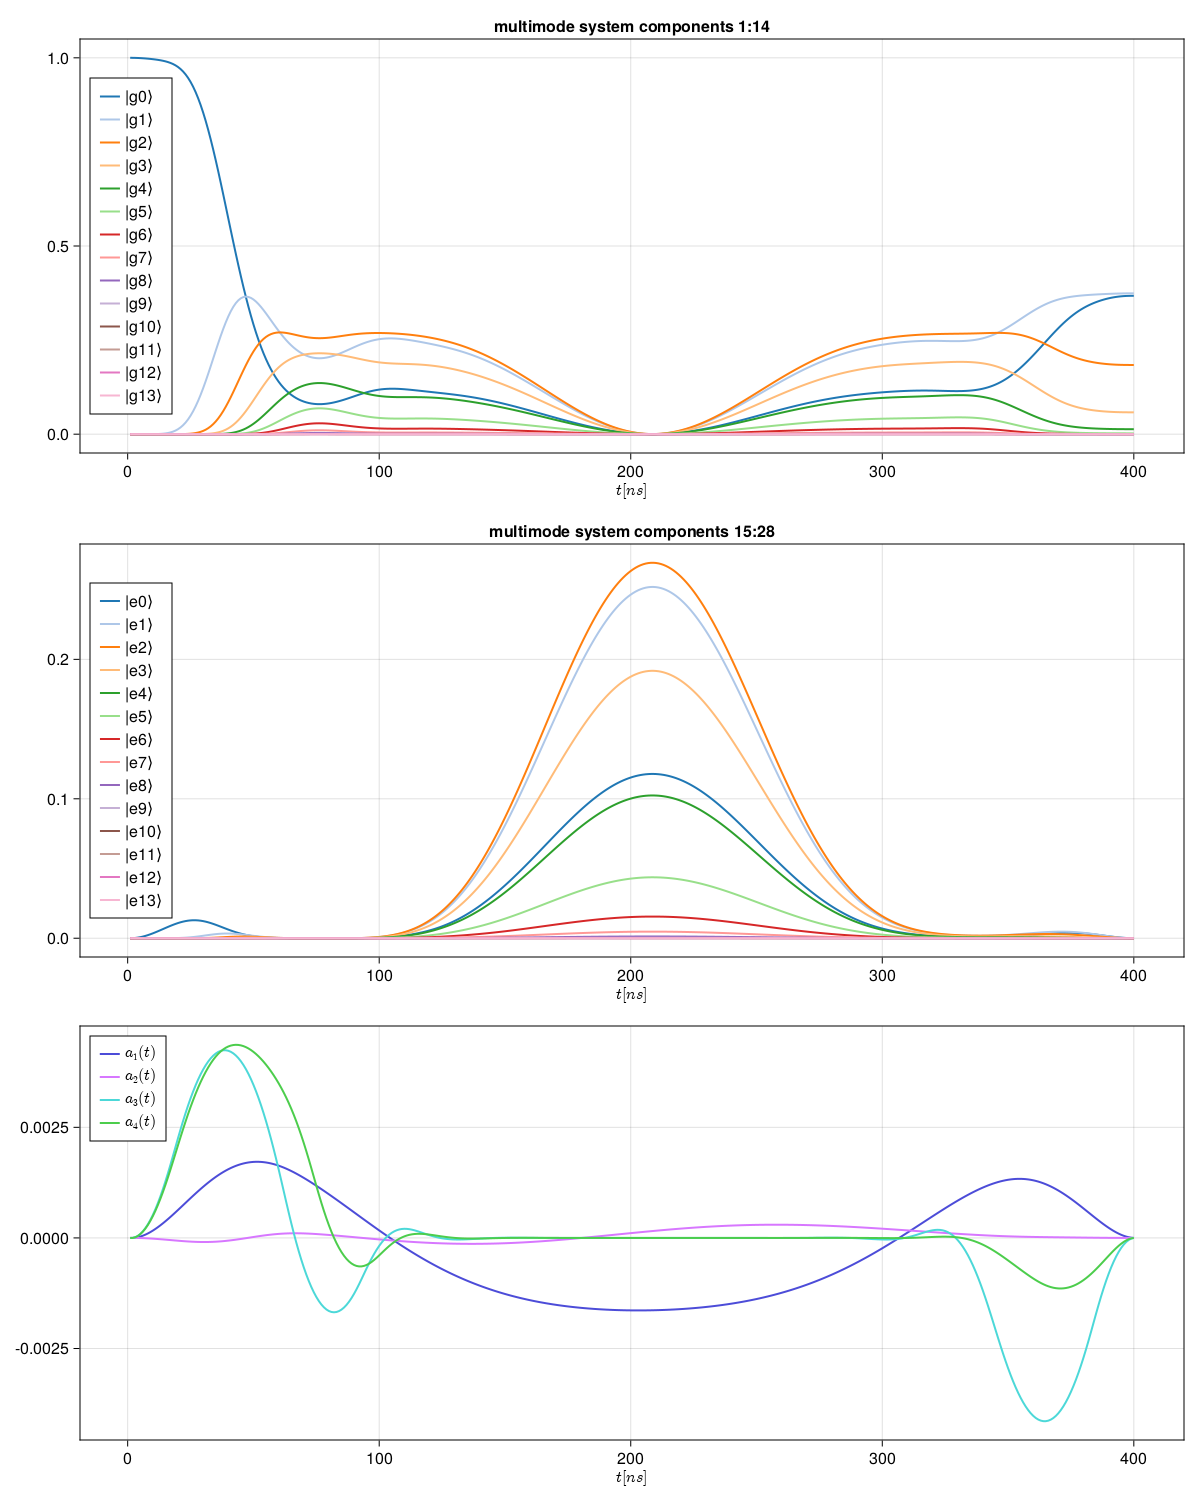 multimode system components 1:14
1.0
0.5
0.0
|g0⟩
|g1⟩
|g2⟩
|g3⟩
|g4⟩
|g5⟩
|g6⟩
|g7⟩
|g8⟩
|g9⟩
|g10⟩
|g11⟩
|g12⟩
|g13⟩
0 100 200 300 400
t[ns]
multimode system components 15:28
0.2
0.1
0.0
|e0⟩
|e1⟩
|e2⟩
|e3⟩
|e4⟩
|e5⟩
|e6⟩
|e7⟩
|e8⟩
|e9⟩
|e10⟩
|e11⟩
|e12⟩
|e13⟩
0 100 200 300 400
t[ns]
0.0025
0.0000
-0.0025
a₁(t)
a₂(t)
a₃(t)
a₄(t)
0 100 200 300 400
t[ns]